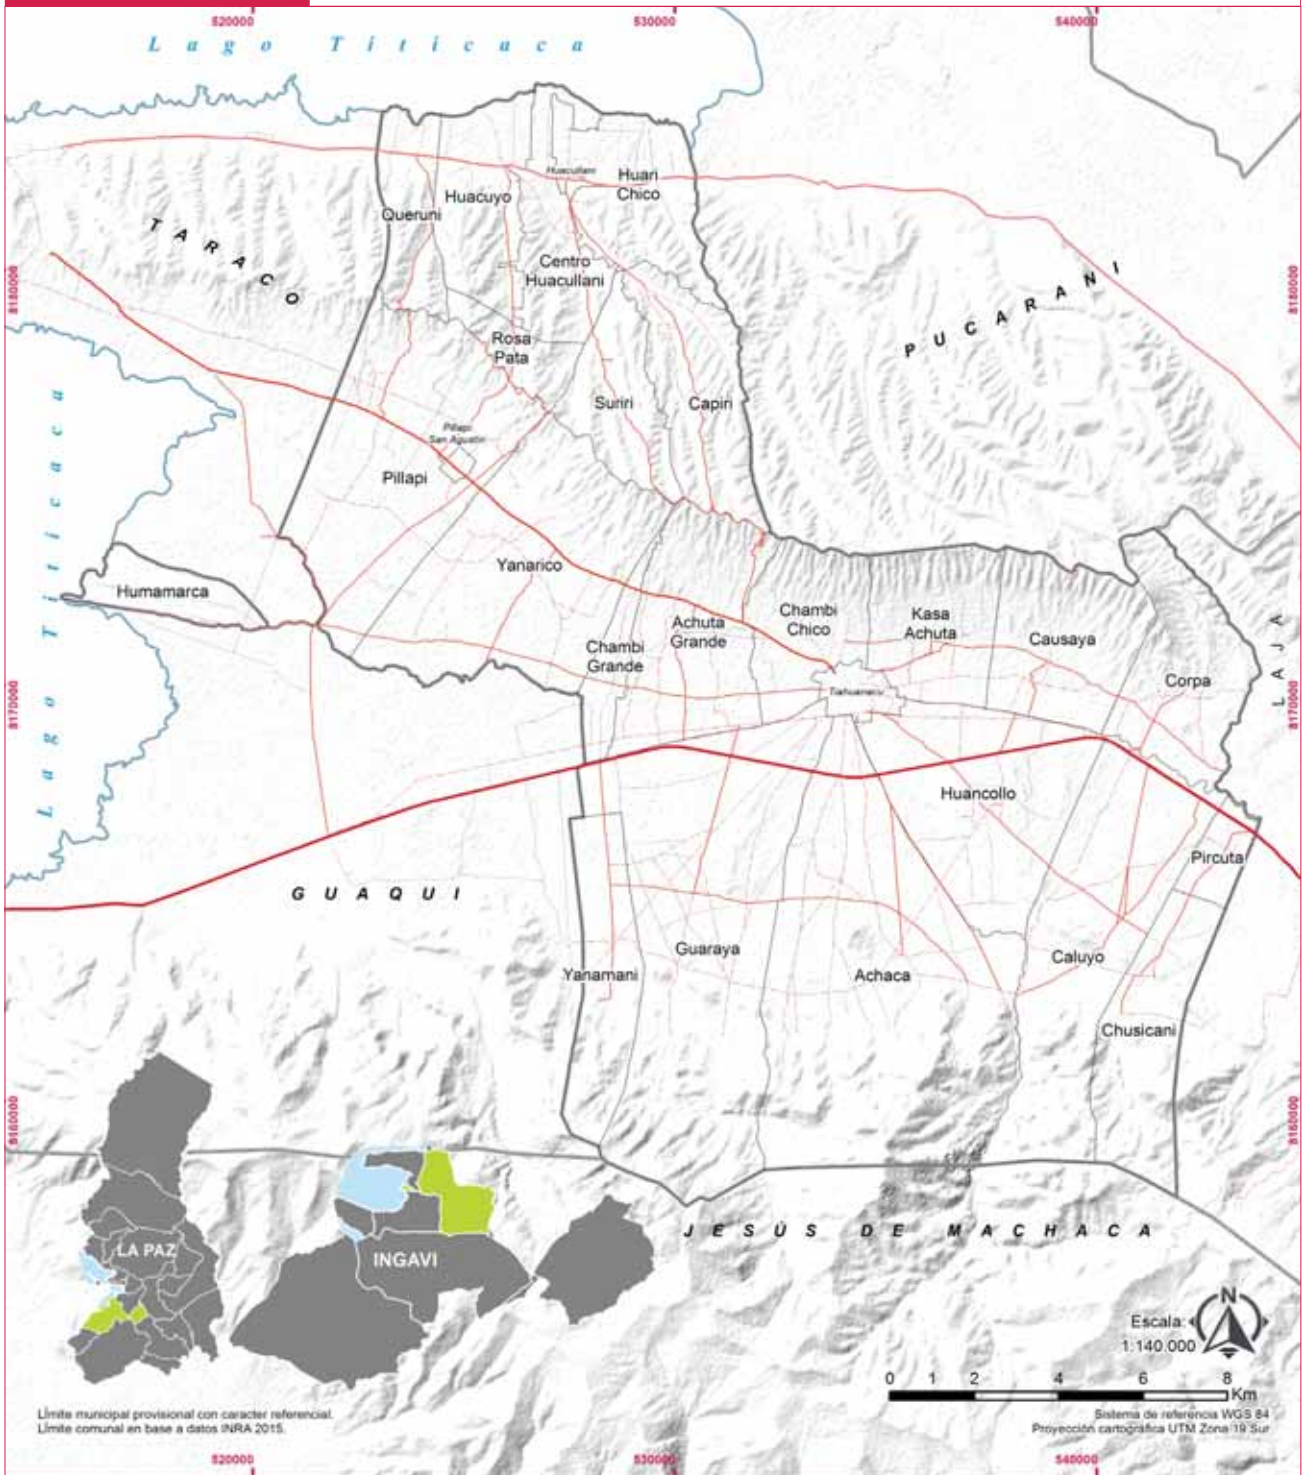 520000
530000
540000
Lago Titicaca
Huacullani
Huari
Chico
Huacuyo
Queruni
TARACO
Centro
Huacullani
8180000
8180000
PUCARANI
Rosa
Pata
Suriri
Capiri
Pillapi
San Agustin
Pillapi
Lago Titicaca
Yanarico
Humamarca
Chambi
Chico
Kasa
Achuta
Achuta
Grande
Causaya
Chambi
Grande
LAJA
Corpa
Tiahuanacu
8170000
8170000
Huancollo
Pircuta
GUAQUI
Guaraya
Yanamani
Achaca
Caluyo
Chusicani
8160000
8160000
JESÚS DE MACHACA
LA PAZ
INGAVI
N
Escala:
1:140.000
0 1 2 4 6 8 Km
Límite municipal provisional con caracter referencial.
Límite comunal en base a datos INRA 2015.
Sistema de referencia WGS 84
Proyección cartográfica UTM Zona 19 Sur
520000
530000
540000